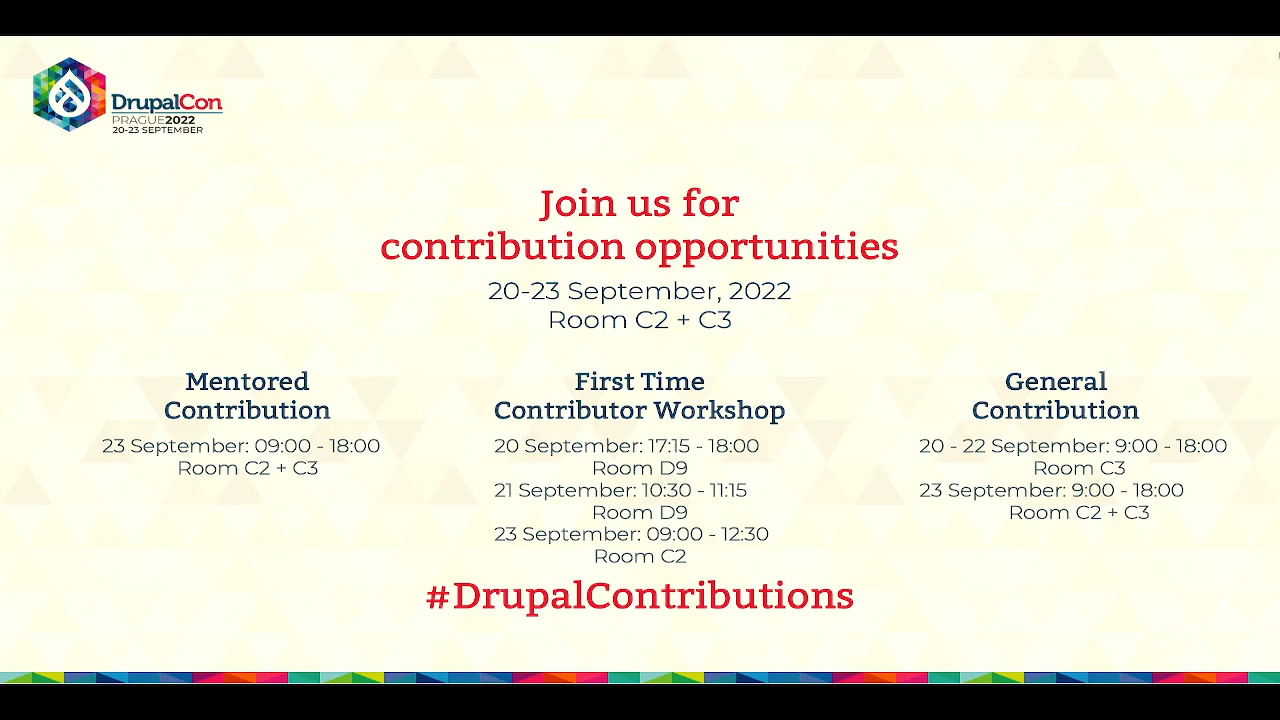 DrupalCon
PRAGUE2022
20-23 SEPTEMBER
Join us for
contribution opportunities
20-23 September, 2022
Room C2 + C3
Mentored
Contribution
23 September: 09:00 - 18:00
Room C2 + C3
First Time
Contributor Workshop
20 September: 17:15 - 18:00
Room D9
21 September: 10:30 - 11:15
Room D9
23 September: 09:00 - 12:30
Room C2
General
Contribution
20 - 22 September: 9:00 - 18:00
Room C3
23 September: 9:00 - 18:00
Room C2 + C3
#DrupalContributions